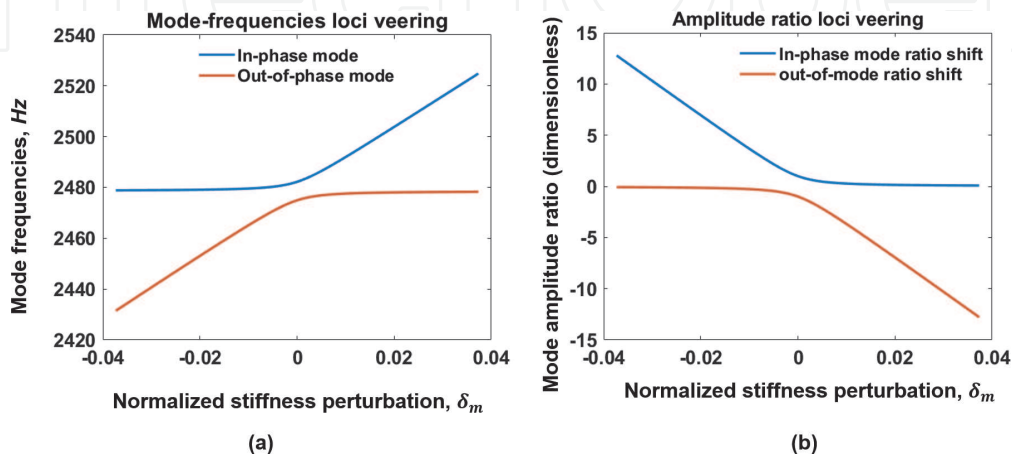 Mode-frequencies loci veering
In-phase mode
Out-of-phase mode
Mode frequencies, Hz
2540
2520
2500
2480
2460
2440
2420
-0.04 -0.02 0 0.02 0.04
Normalized stiffness perturbation, δₘ
(a)
Amplitude ratio loci veering
In-phase mode ratio shift
out-of-mode ratio shift
Mode amplitude ratio (dimensionless)
15
10
5
0
-5
-10
-15
-0.04 -0.02 0 0.02 0.04
Normalized stiffness perturbation, δₘ
(b)